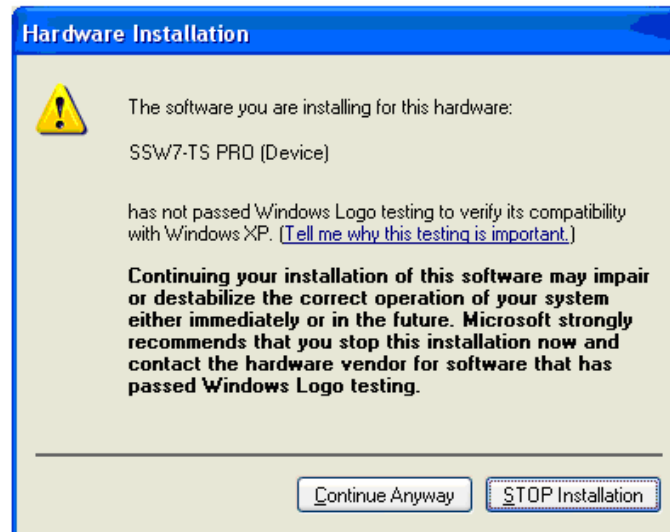 Hardware Installation
The software you are installing for this hardware:
SSW7-TS PRO (Device)
has not passed Windows Logo testing to verify its compatibility
with Windows XP. (Tell me why this testing is important.)
Continuing your installation of this software may impair
or destabilize the correct operation of your system
either immediately or in the future. Microsoft strongly
recommends that you stop this installation now and
contact the hardware vendor for software that has
passed Windows Logo testing.
Continue Anyway STOP Installation